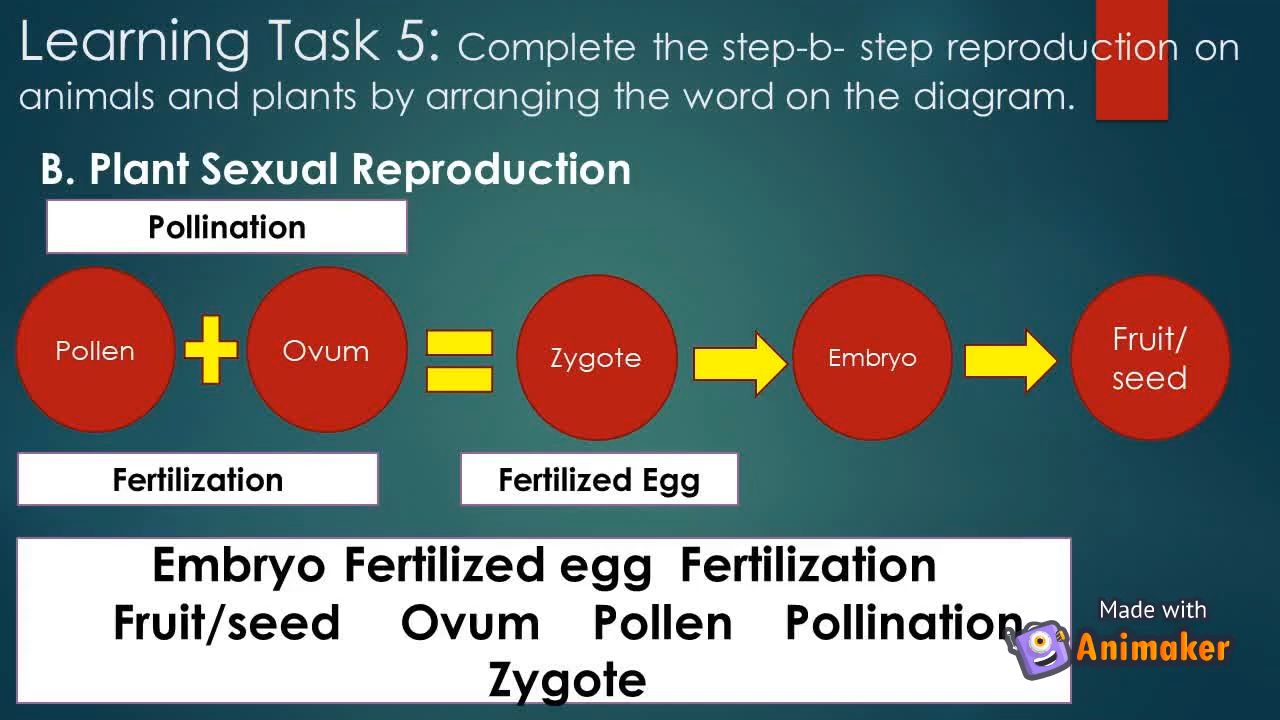 Learning Task 5: Complete the step-b- step reproduction on
animals and plants by arranging the word on the diagram.
B. Plant Sexual Reproduction
Pollination
Pollen
Ovum
Zygote
Embryo
Fruit/
seed
Fertilization
Fertilized Egg
Embryo Fertilized egg Fertilization
Fruit/seed Ovum Pollen Pollination
Zygote
Made with
Animaker